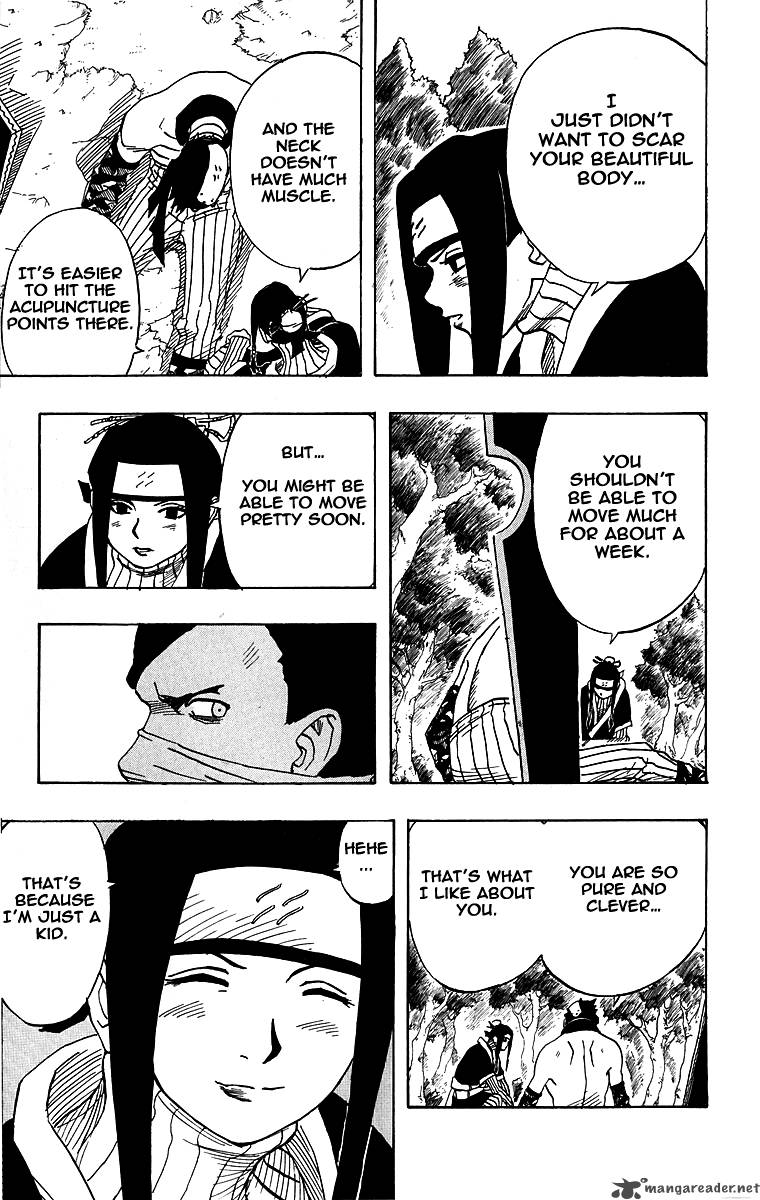 I
JUST DIDN'T
WANT TO SCAR
YOUR BEAUTIFUL
BODY...
AND THE
NECK
DOESN'T
HAVE MUCH
MUSCLE.
IT'S EASIER
TO HIT THE
ACUPUNCTURE
POINTS THERE.
YOU
SHOULDN'T
BE ABLE TO
MOVE MUCH
FOR ABOUT A
WEEK.
BUT...
YOU MIGHT BE
ABLE TO MOVE
PRETTY SOON.
YOU ARE SO
PURE AND
CLEVER...
THAT'S WHAT
I LIKE ABOUT
YOU.
HEHE
...
THAT'S
BECAUSE
I'M JUST A
KID.
mangareader.net